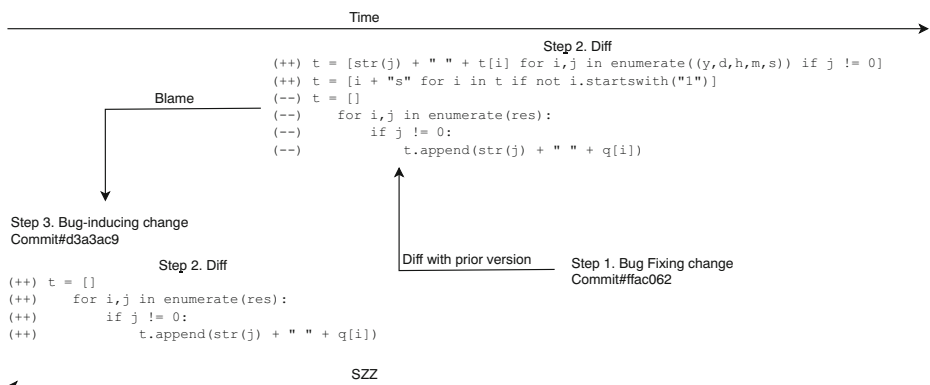 Time
Step 2. Diff
(++) t = [str(j) + " " + t[i] for i,j in enumerate((y,d,h,m,s)) if j != 0]
(++) t = [i + "s" for i in t if not i.startswith("1")]
(--) t = []
(--)     for i,j in enumerate(res):
(--)         if j != 0:
(--)             t.append(str(j) + " " + q[i])
Blame
Step 3. Bug-inducing change
Commit#d3a3ac9
Diff with prior version
Step 1. Bug Fixing change
Commit#ffac062
Step 2. Diff
(++) t = []
(++)     for i,j in enumerate(res):
(++)         if j != 0:
(++)             t.append(str(j) + " " + q[i])
SZZ